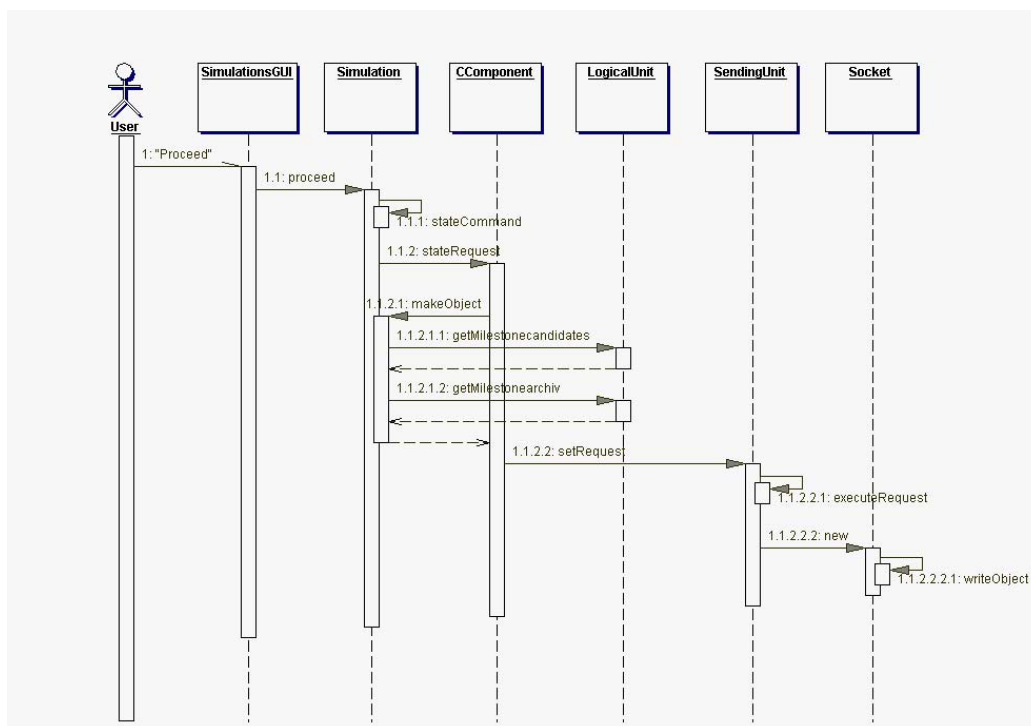 SimulationsGUI
Simulation
CComponent
LogicalUnit
SendingUnit
Socket
User
1: "Proceed"
1.1: proceed
1.1.1: stateCommand
1.1.2: stateRequest
1.1.2.1: makeObject
1.1.2.1.1: getMilestonecandidates
1.1.2.1.2: getMilestonearchiv
1.1.2.2: setRequest
1.1.2.2.1: executeRequest
1.1.2.2.2: new
1.1.2.2.2.1: writeObject